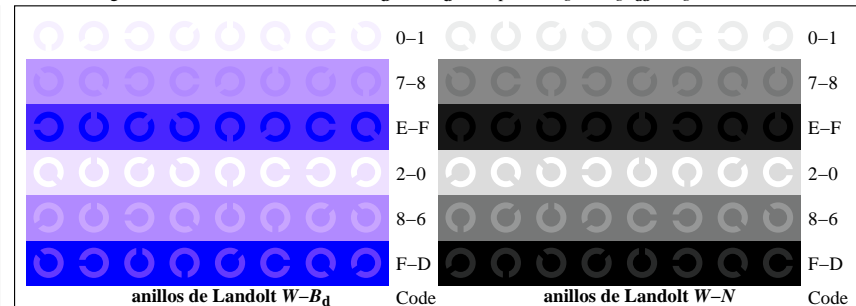 0–1 0–1
7–8 7–8
E–F E–F
2–0 2–0
8–6 8–6
F–D F–D
anillos de Landolt W–Bd Code anillos de Landolt W–N Code